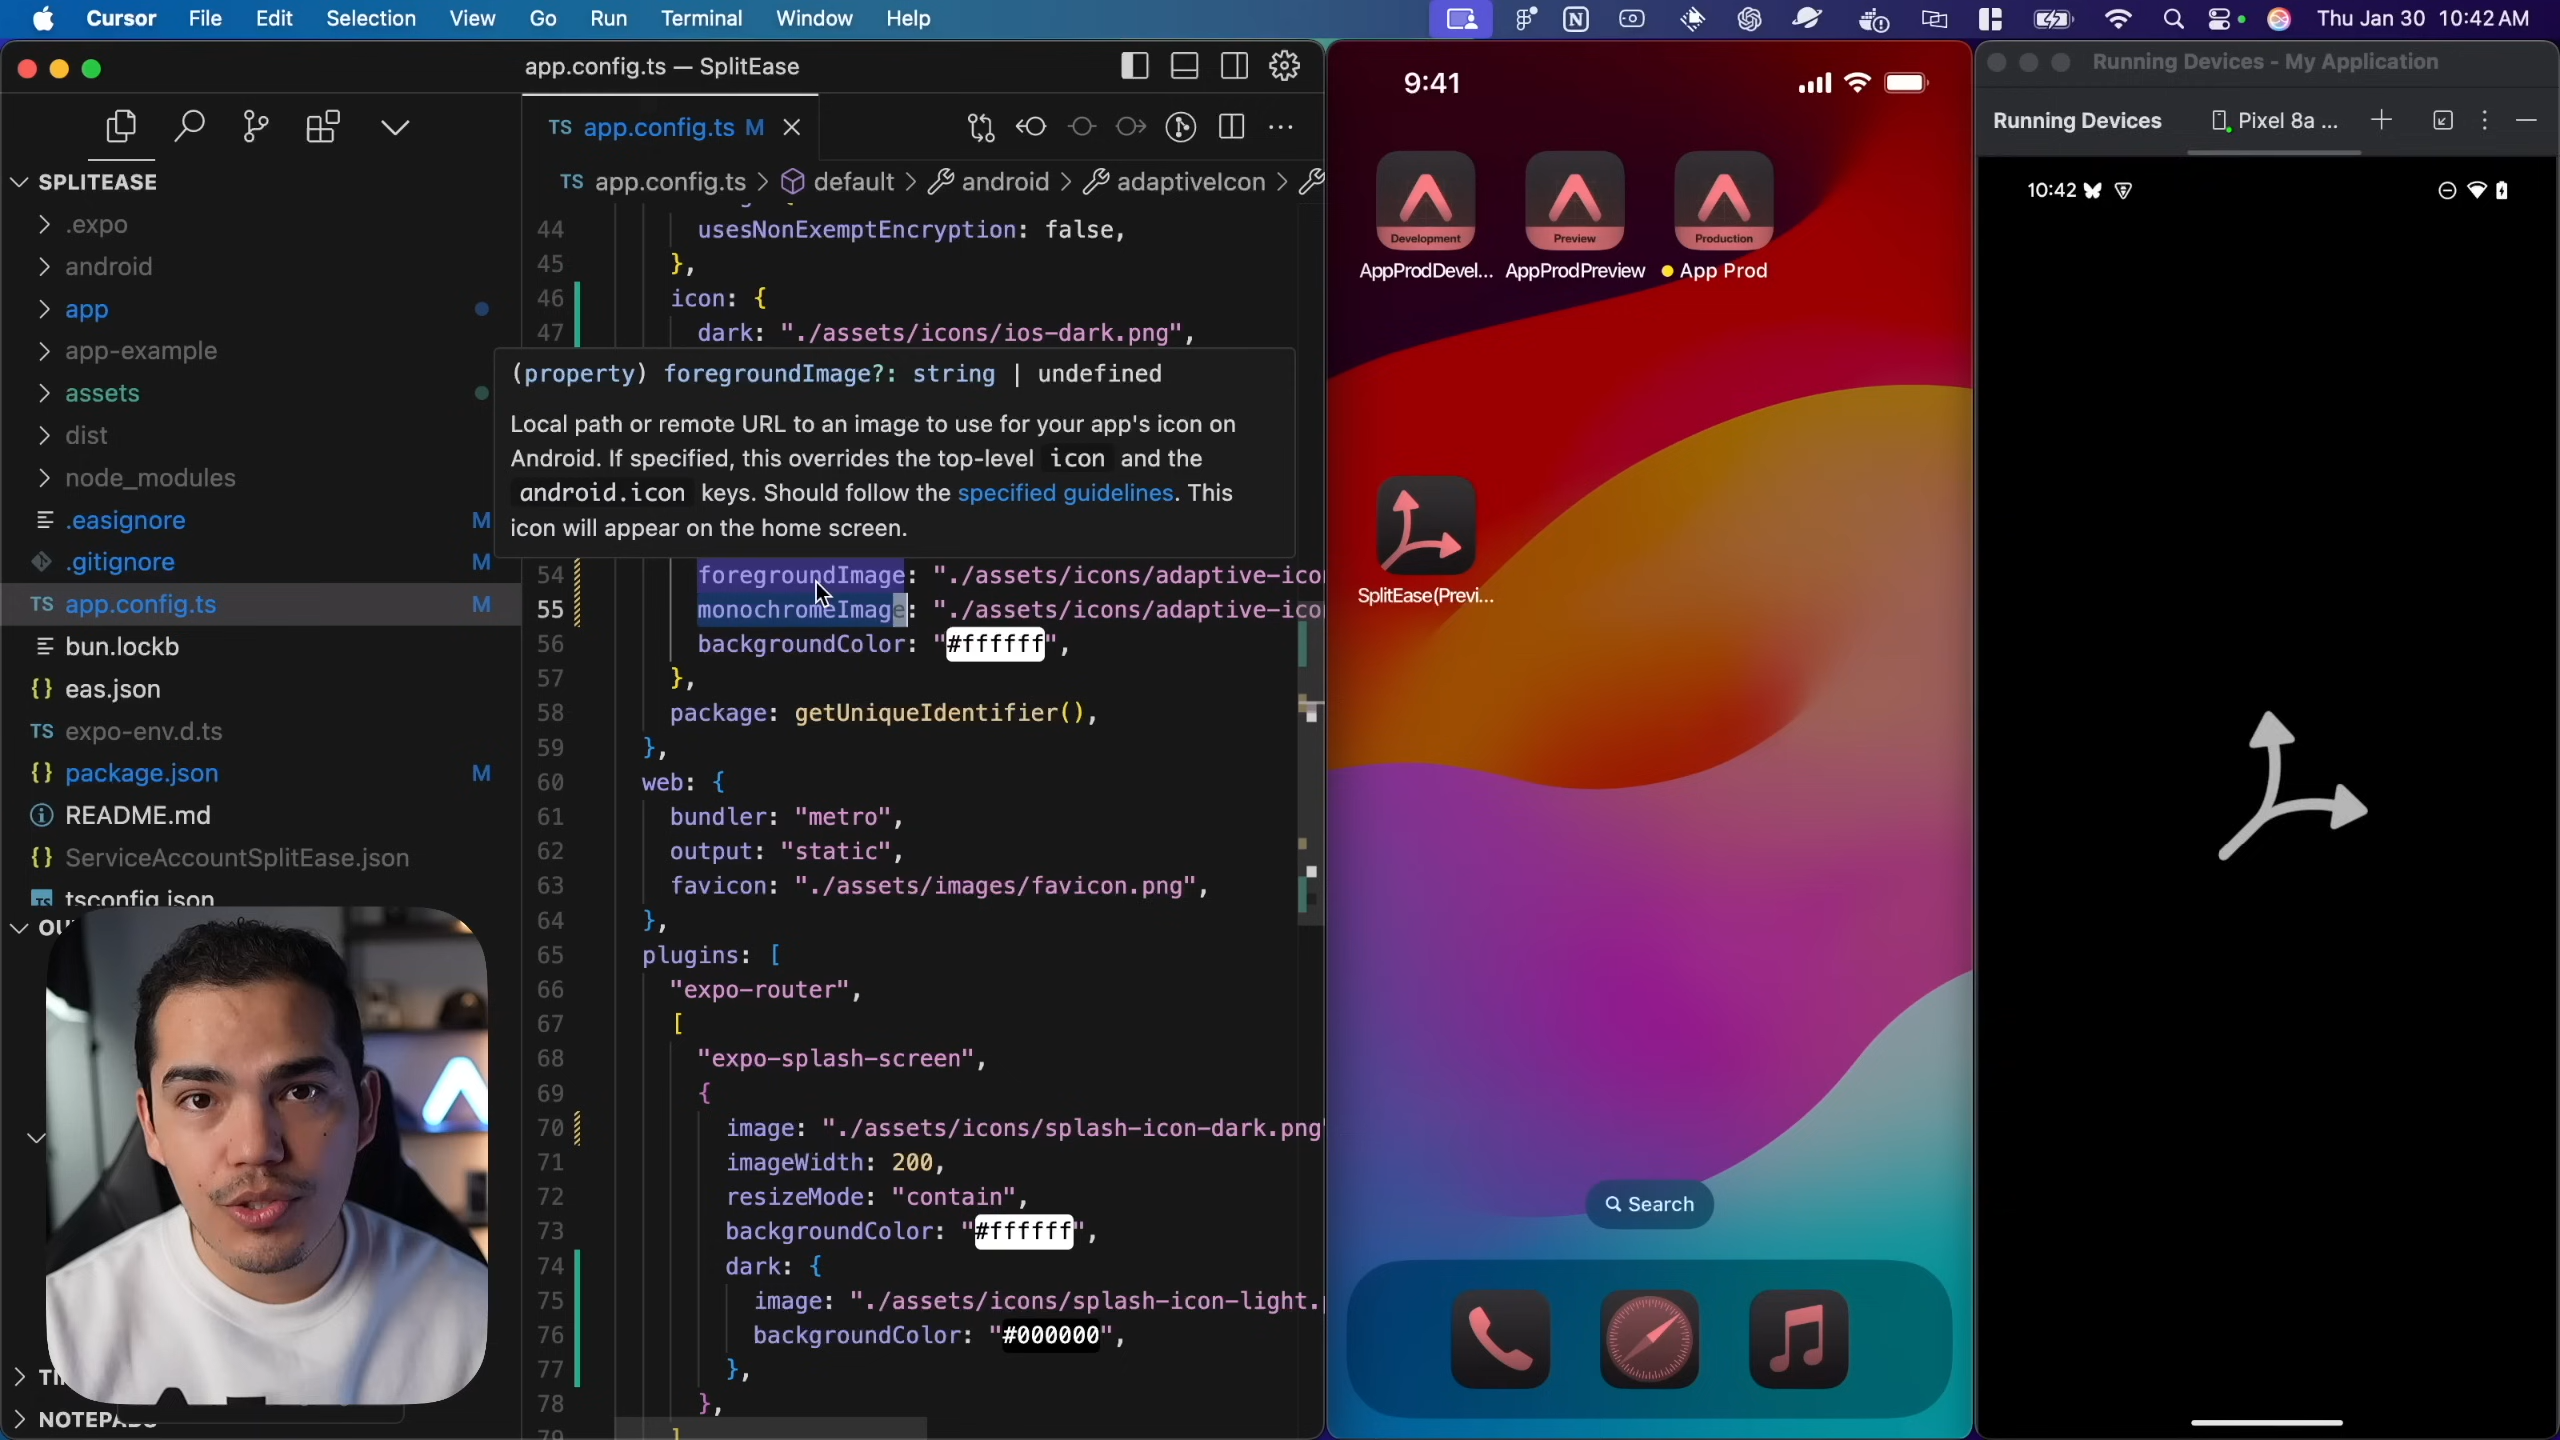 Cursor File Edit Selection View Go Run Terminal Window Help
Thu Jan 30 10:42 AM
app.config.ts — SplitEase
TS app.config.ts M
TS app.config.ts > default > android > adaptiveIcon >
SPLITEASE
.expo
android
app
app-example
assets
dist
node_modules
.easignore M
.gitignore M
TS app.config.ts M
bun.lockb
{} eas.json
TS expo-env.d.ts
{} package.json M
README.md
{} ServiceAccountSplitEase.json
TS tsconfig.json
OU
TI
NOTEPADS
44 usesNonExemptEncryption: false,
45 },
46 icon: {
47 dark: "./assets/icons/ios-dark.png",
(property) foregroundImage?: string | undefined
Local path or remote URL to an image to use for your app's icon on
Android. If specified, this overrides the top-level icon and the
android.icon keys. Should follow the specified guidelines. This
icon will appear on the home screen.
54 foregroundImage: "./assets/icons/adaptive-icon
55 monochromeImage: "./assets/icons/adaptive-icon
56 backgroundColor: "#ffffff",
57 },
58 package: getUniqueIdentifier(),
59 },
60 web: {
61 bundler: "metro",
62 output: "static",
63 favicon: "./assets/images/favicon.png",
64 },
65 plugins: [
66 "expo-router",
67 [
68 "expo-splash-screen",
69 {
70 image: "./assets/icons/splash-icon-dark.png"
71 imageWidth: 200,
72 resizeMode: "contain",
73 backgroundColor: "#ffffff",
74 dark: {
75 image: "./assets/icons/splash-icon-light.p
76 backgroundColor: "#000000",
77 },
78 },
79 ]
9:41
Development
Preview
Production
AppProdDevel... AppProdPreview App Prod
SplitEase(Previ...
Search
Running Devices - My Application
Running Devices Pixel 8a ...
10:42